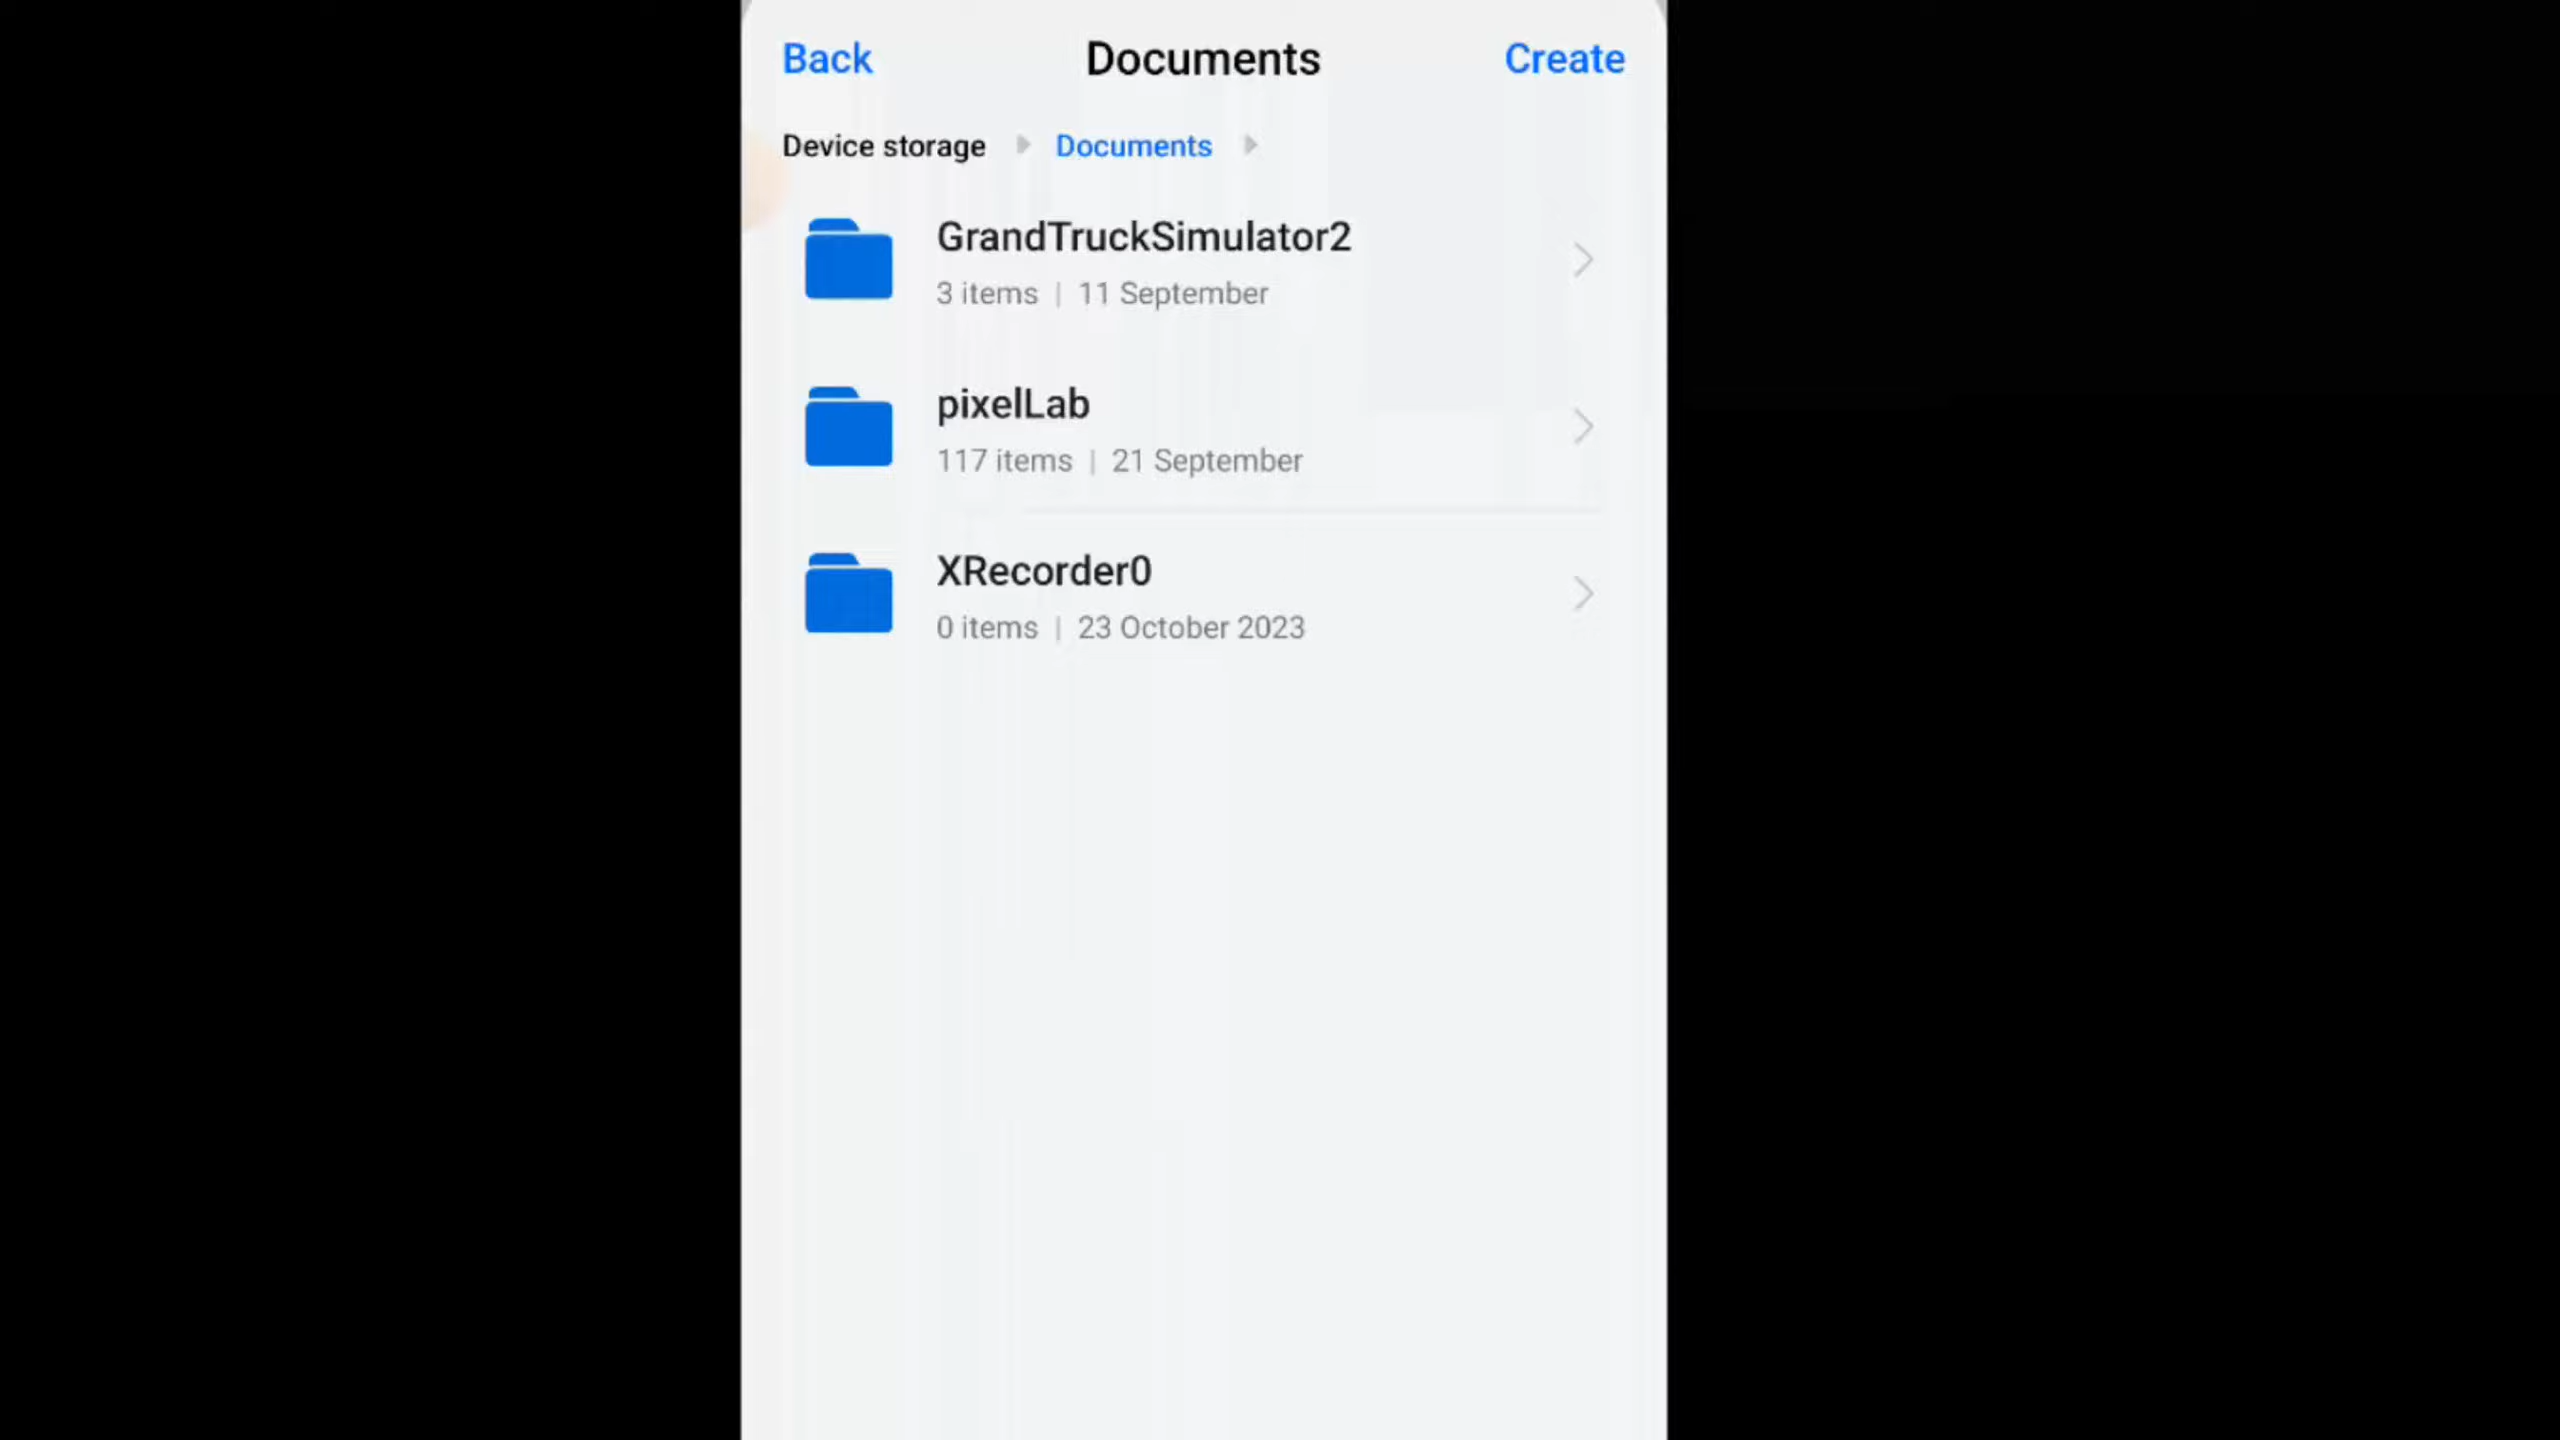 Back Documents Create
Device storage Documents
GrandTruckSimulator2
3 items | 11 September
pixelLab
117 items | 21 September
XRecorder0
0 items | 23 October 2023